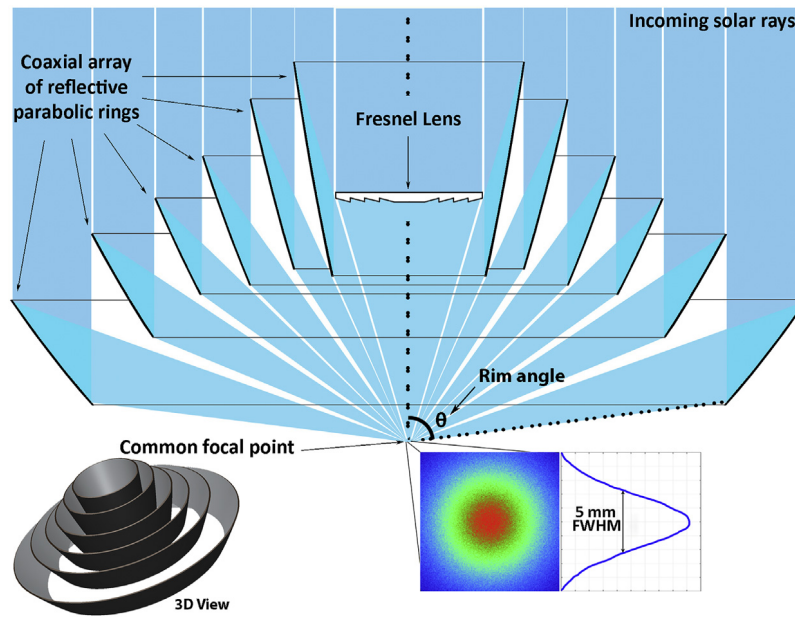 Incoming solar rays
Coaxial array
of reflective
parabolic rings
Fresnel Lens
Rim angle
θ
Common focal point
5 mm
FWHM
3D View